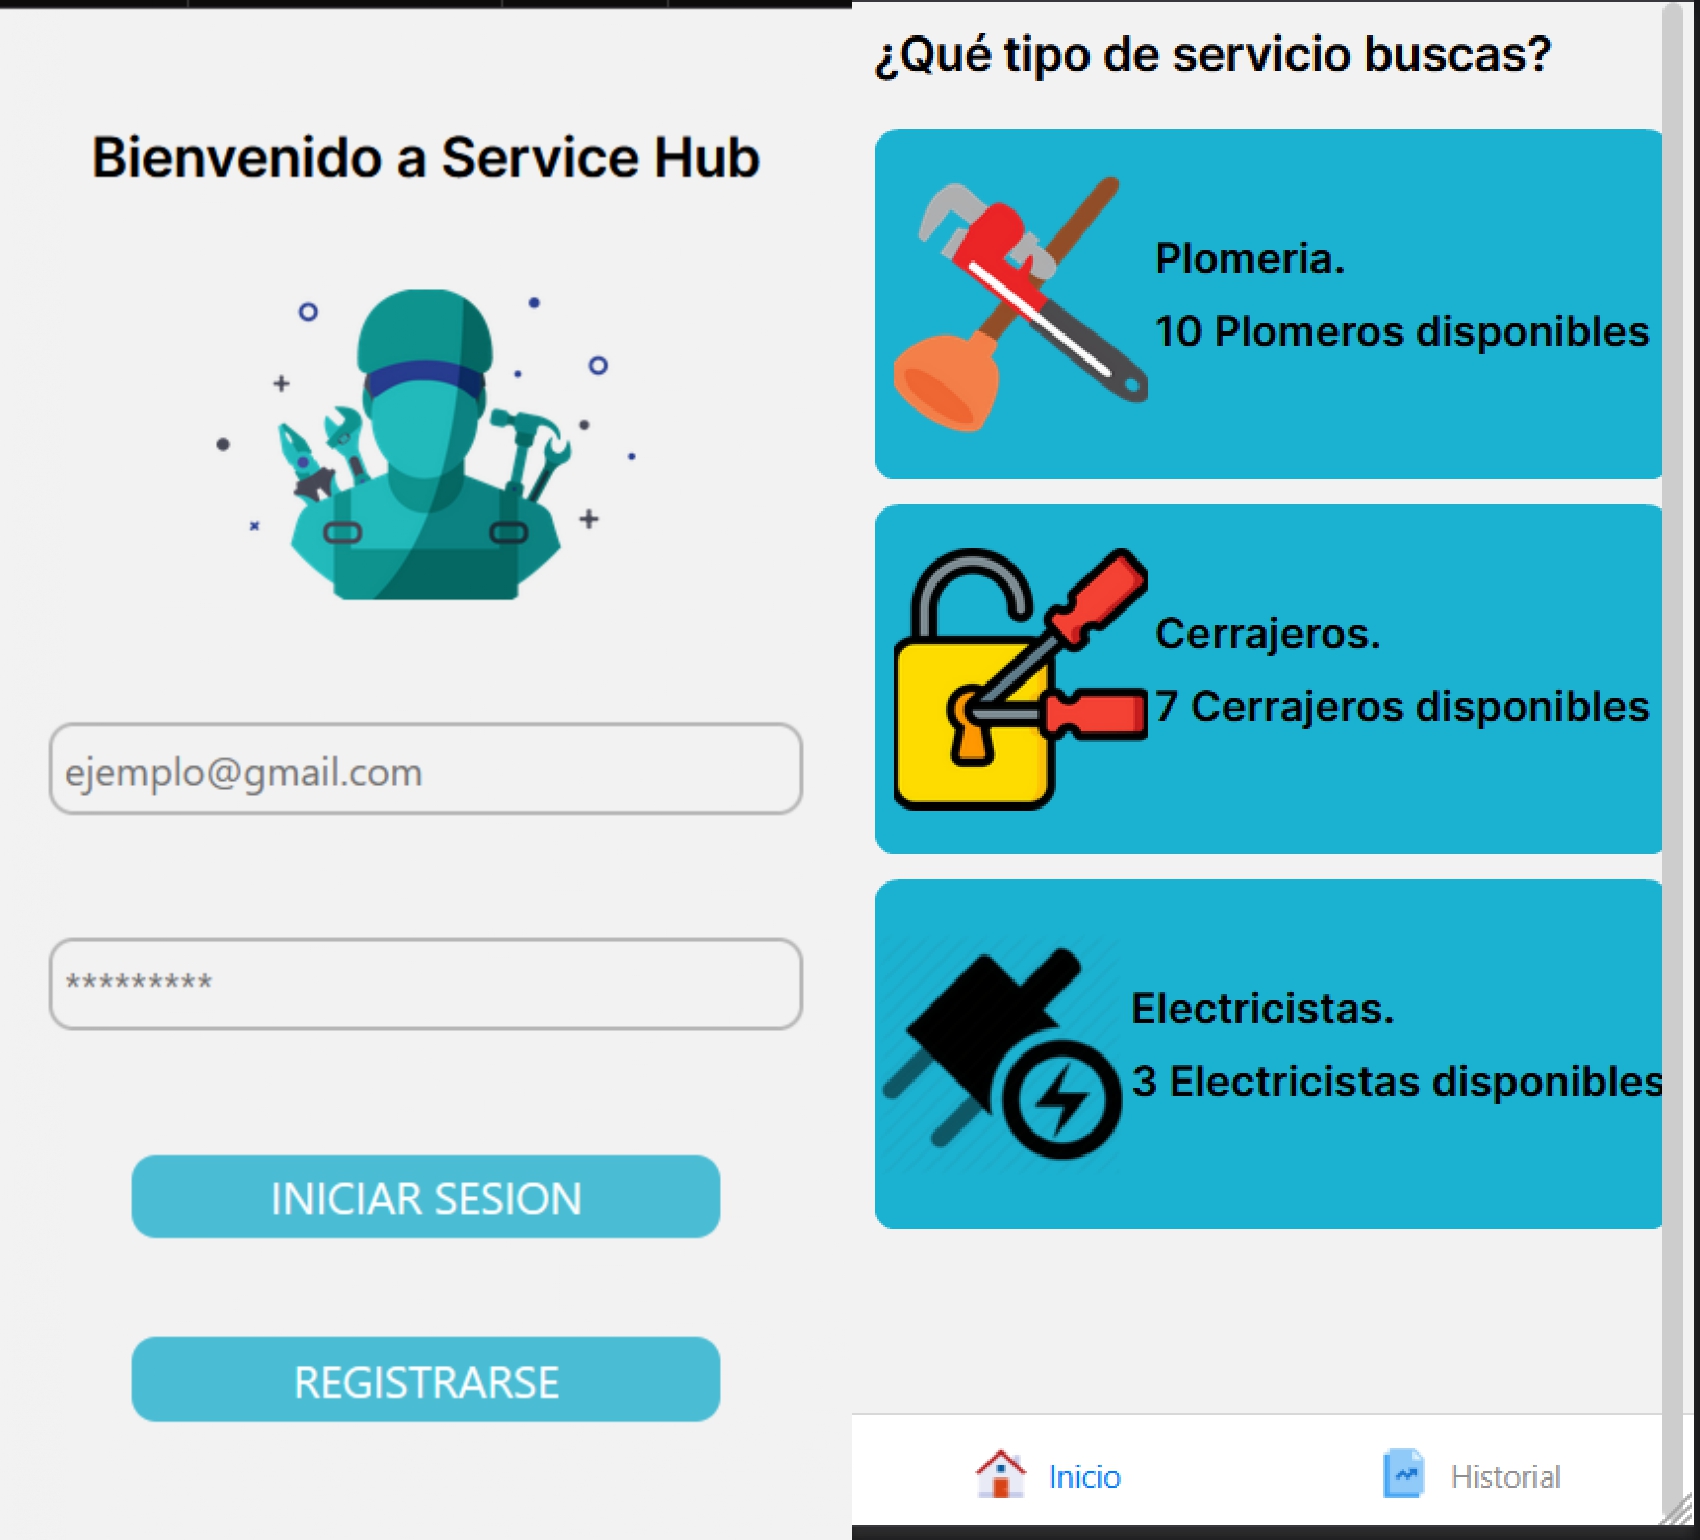 Bienvenido a Service Hub
ejemplo@gmail.com
*********
INICIAR SESION
REGISTRARSE
¿Qué tipo de servicio buscas?
Plomeria.
10 Plomeros disponibles
Cerrajeros.
7 Cerrajeros disponibles
Electricistas.
3 Electricistas disponibles
Inicio
Historial